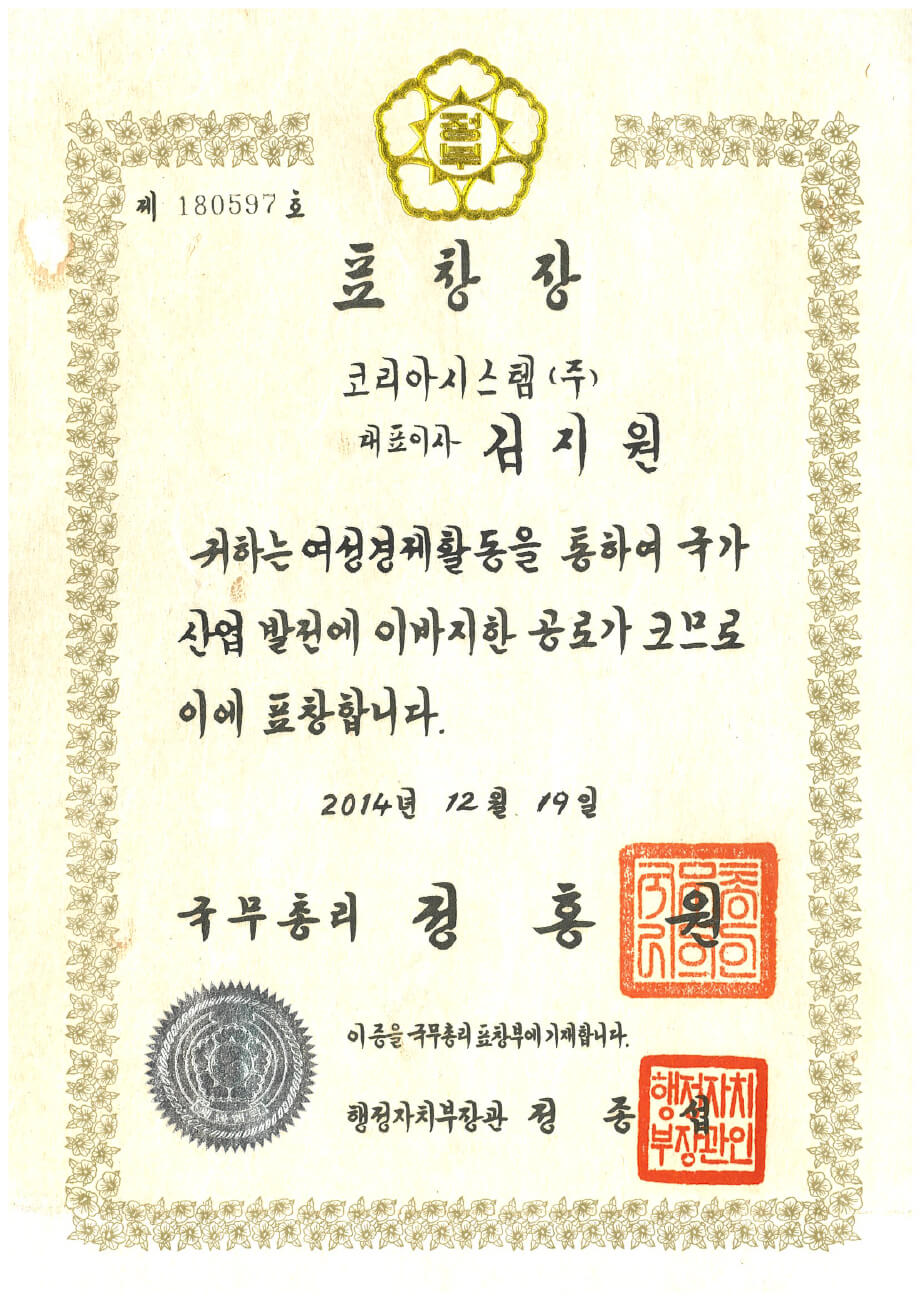 정부
제 180597 호
표 창 장
코리아시스템(주)
대표이사 김 지 원
귀하는 여성경제활동을 통하여 국가
산업 발전에 이바지한 공로가 크므로
이에 표창합니다.
2014년 12월 19일
국무총리 정 홍 원
이 증을 국무총리 표창부에 기재합니다.
행정자치부장관 정 종 섭
행정자치
부장관인